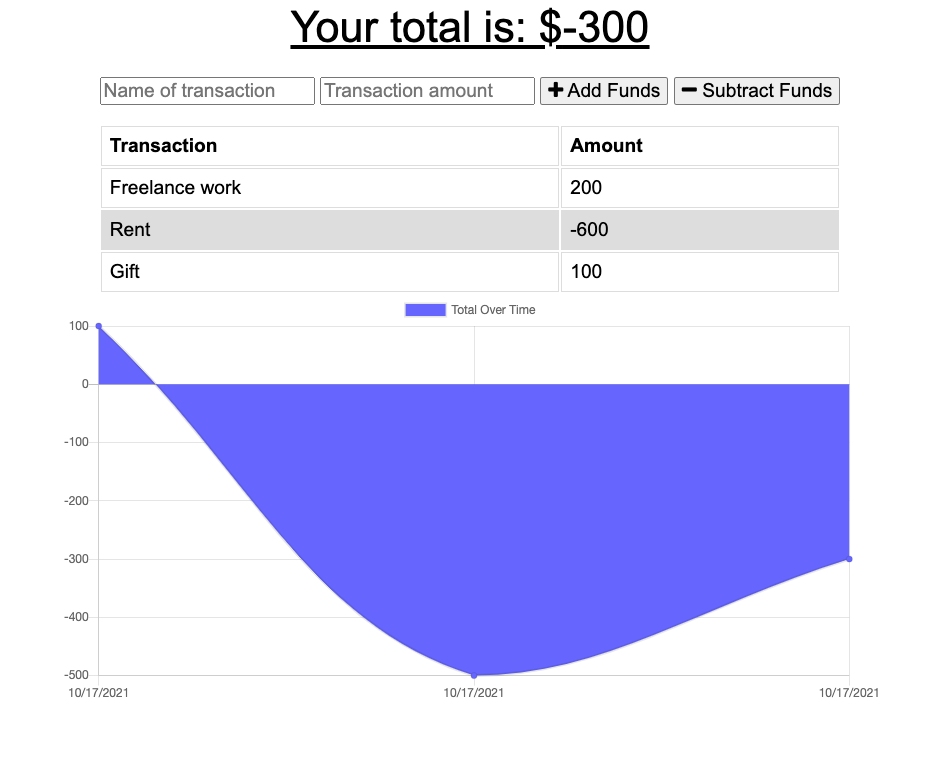 Your total is: $-300
Name of transaction Transaction amount Add Funds Subtract Funds
Transaction Amount
Freelance work 200
Rent -600
Gift 100
Total Over Time
100
0
-100
-200
-300
-400
-500
10/17/2021 10/17/2021 10/17/2021